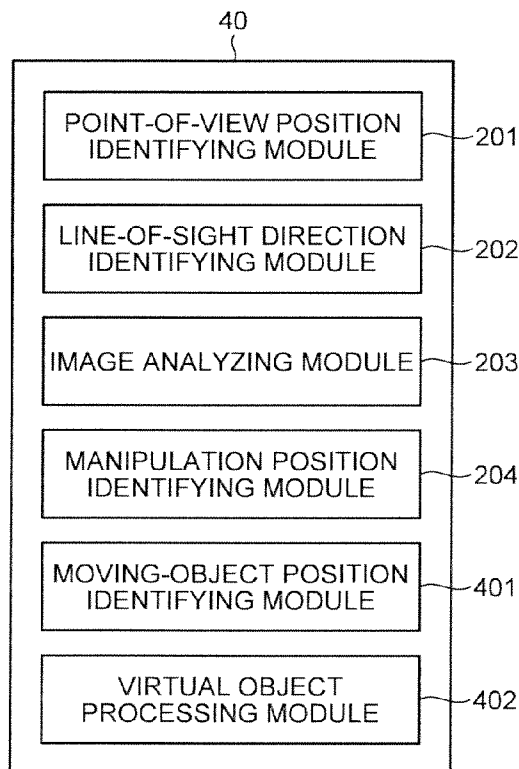 40
POINT-OF-VIEW POSITION
IDENTIFYING MODULE
201
LINE-OF-SIGHT DIRECTION
IDENTIFYING MODULE
202
IMAGE ANALYZING MODULE
203
MANIPULATION POSITION
IDENTIFYING MODULE
204
MOVING-OBJECT POSITION
IDENTIFYING MODULE
401
VIRTUAL OBJECT
PROCESSING MODULE
402